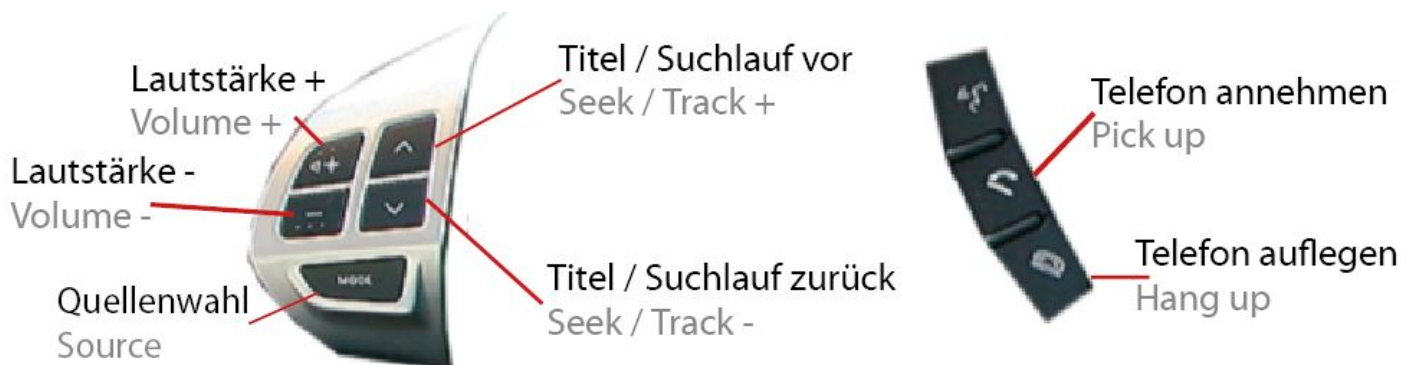 Lautstärke +
Volume +
Lautstärke -
Volume -
Quellenwahl
Source
MODE
Titel / Suchlauf vor
Seek / Track +
Titel / Suchlauf zurück
Seek / Track -
Telefon annehmen
Pick up
Telefon auflegen
Hang up